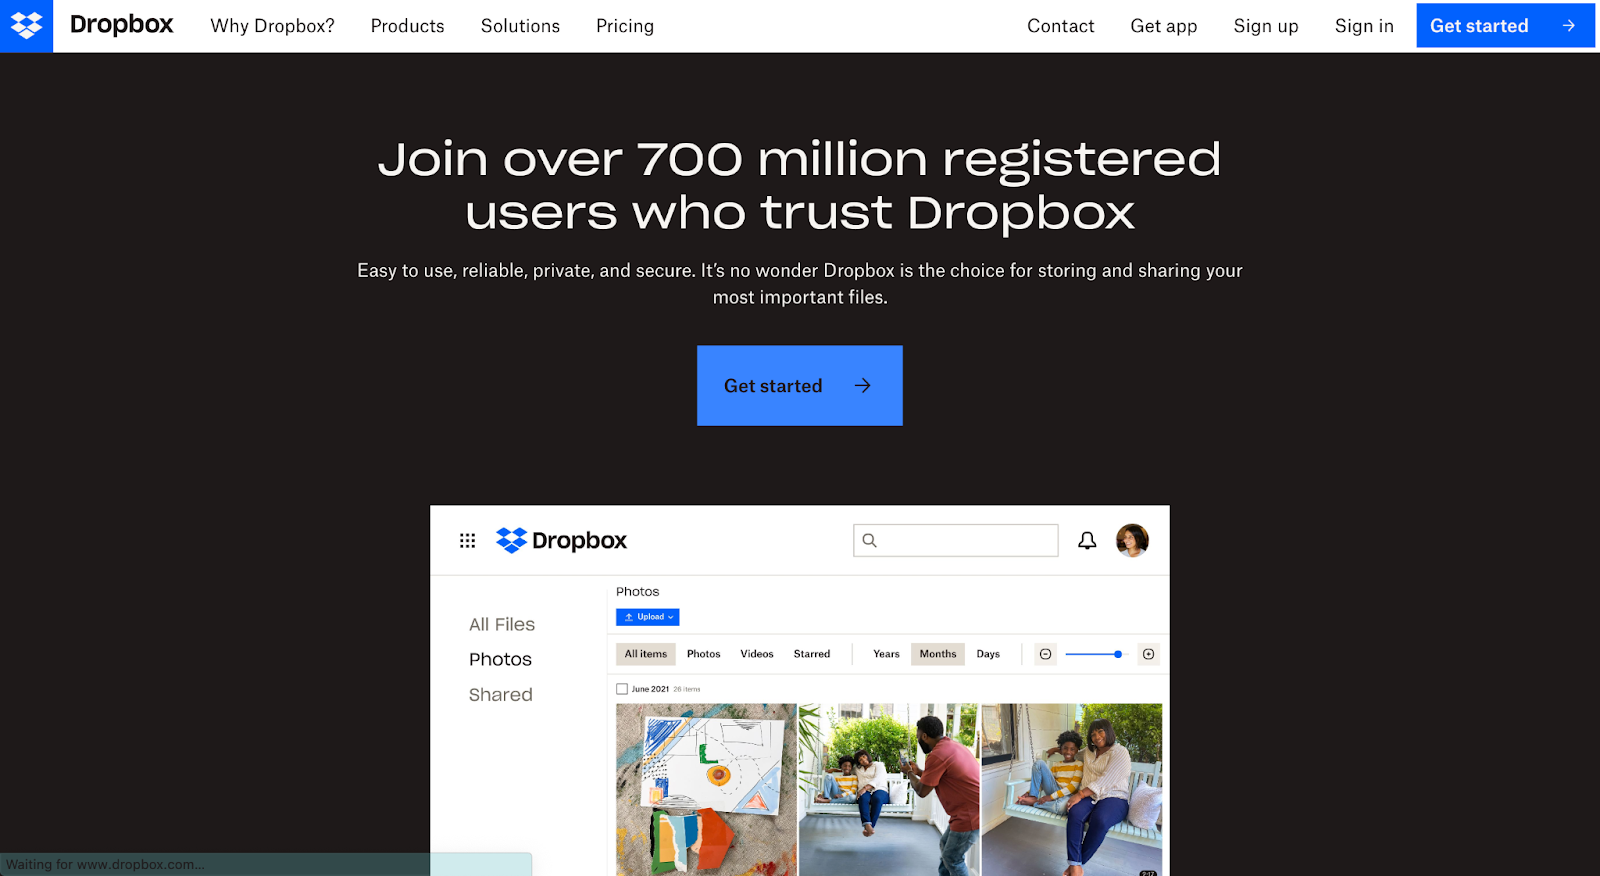 Dropbox
Why Dropbox?
Products
Solutions
Pricing
Contact
Get app
Sign up
Sign in
Get started
Join over 700 million registered
users who trust Dropbox
Easy to use, reliable, private, and secure. It’s no wonder Dropbox is the choice for storing and sharing your
most important files.
Get started
Dropbox
All Files
Photos
Shared
Photos
Upload
All items
Photos
Videos
Starred
Years
Months
Days
June 2021 26 items
2:17
Waiting for www.dropbox.com...